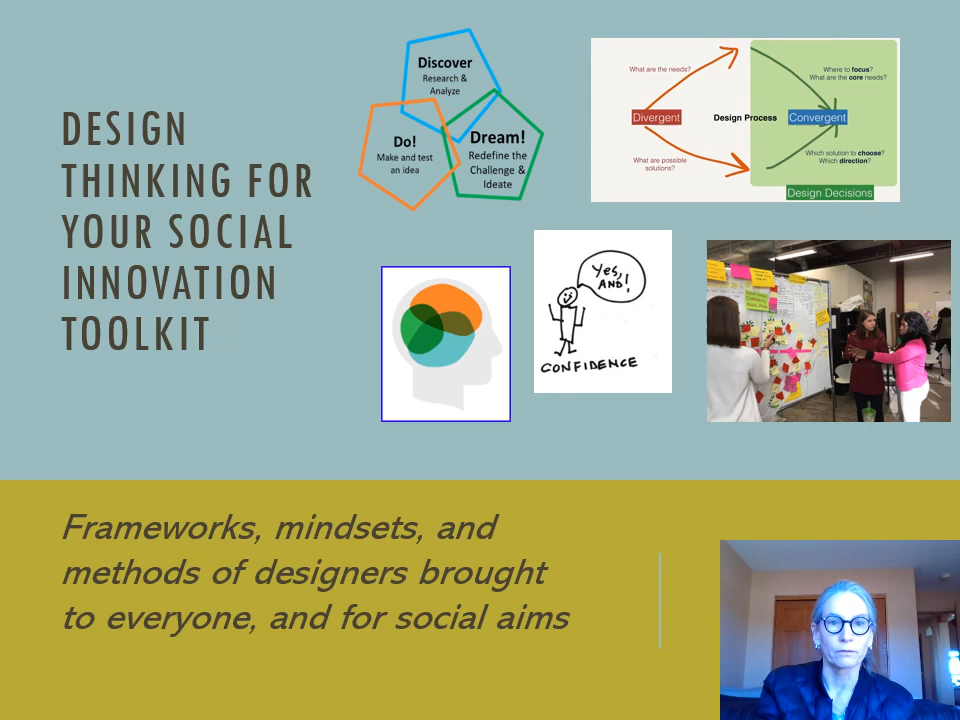 DESIGN
THINKING FOR
YOUR SOCIAL
INNOVATION
TOOLKIT
Discover
Research &
Analyze
Do!
Make and test
an idea
Dream!
Redefine the
Challenge &
Ideate
What are the needs?
Where to focus?
What are the core needs?
Divergent
Design Process
Convergent
What are possible
solutions?
Which solution to choose?
Which direction?
Design Decisions
Yes,
AND!
CONFIDENCE
Frameworks, mindsets, and
methods of designers brought
to everyone, and for social aims